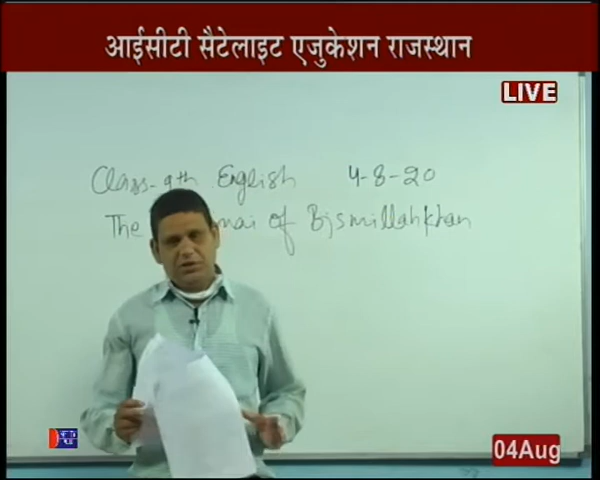 आईसीटी सैटेलाइट एजुकेशन राजस्थान
LIVE
Class-9th English 4-8-20
The nai of Bismillahkhan
04Aug